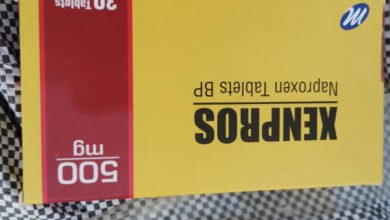 XENPROS
Naproxen Tablets BP
500
mg
30 Tablets
M